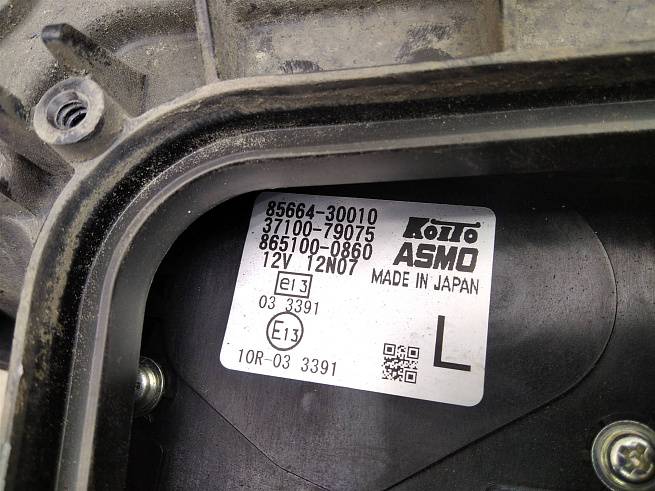 85664-30010
37100-79075
865100-0860
12V 12N07
KOITO
ASMO
MADE IN JAPAN
e13
03 3391
E13
10R-03 3391
L